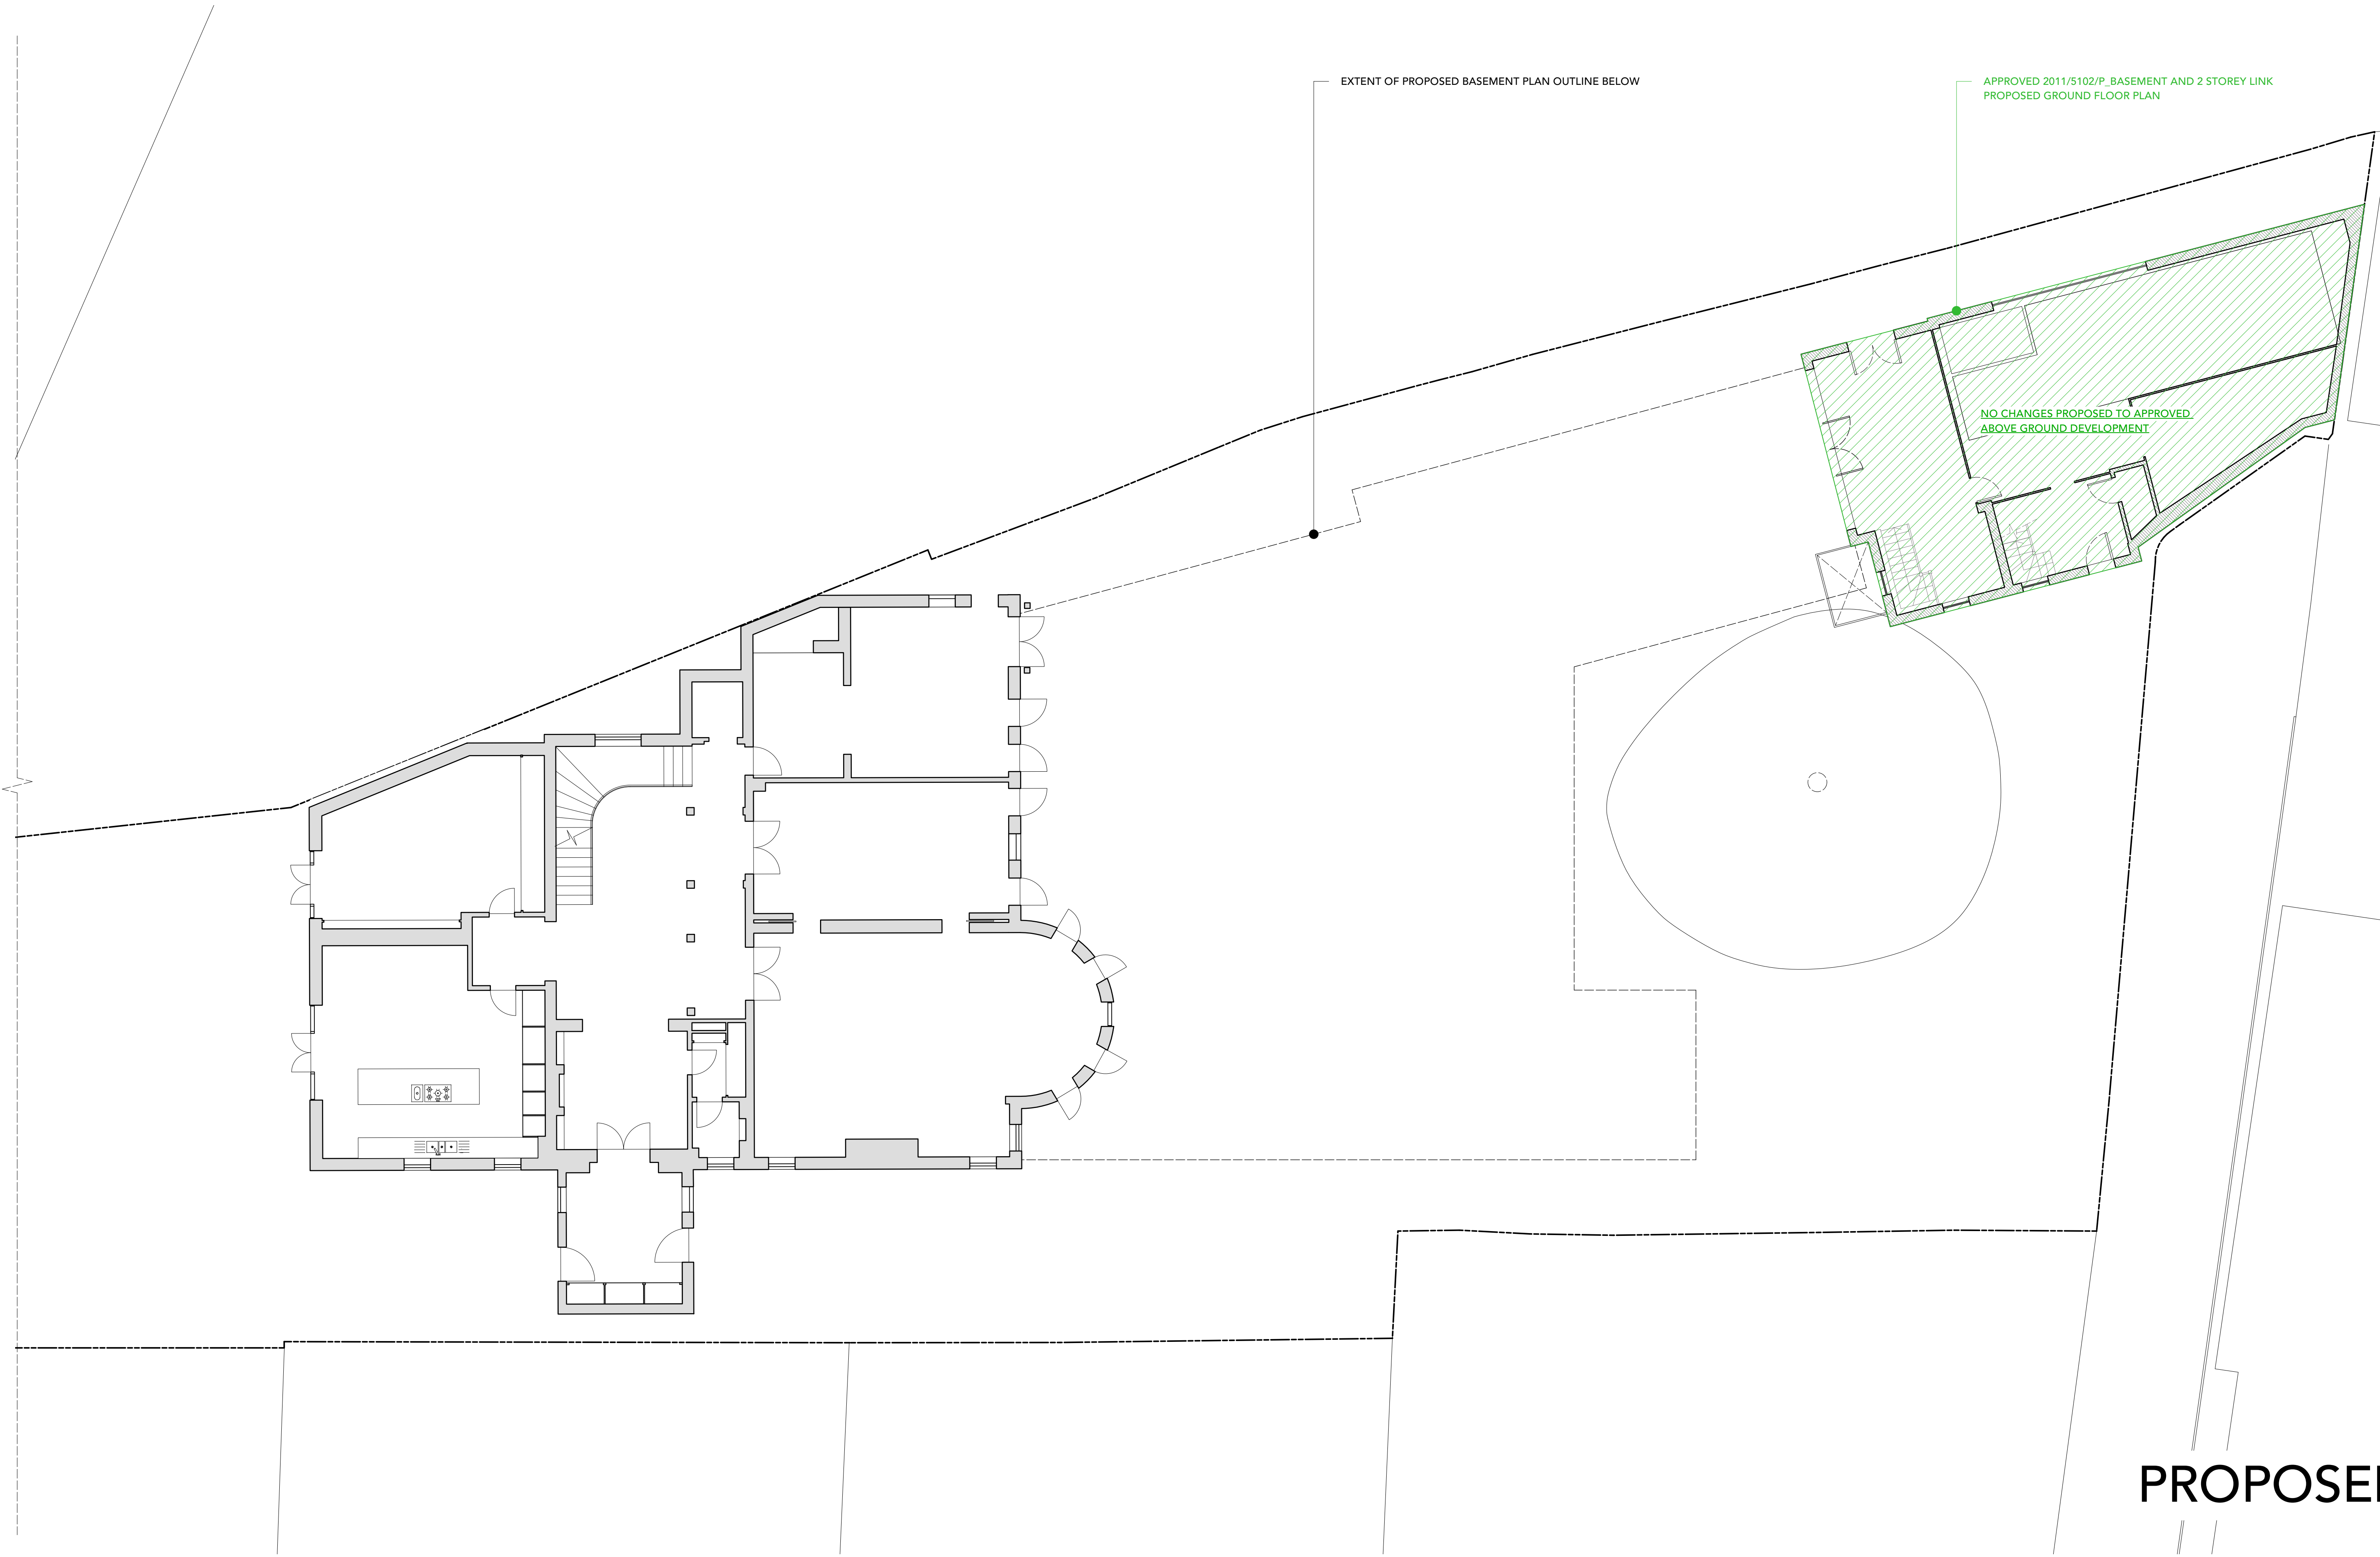 EXTENT OF PROPOSED BASEMENT PLAN OUTLINE BELOW
APPROVED 2011/5102/P_BASEMENT AND 2 STOREY LINK
PROPOSED GROUND FLOOR PLAN
NO CHANGES PROPOSED TO APPROVED
ABOVE GROUND DEVELOPMENT